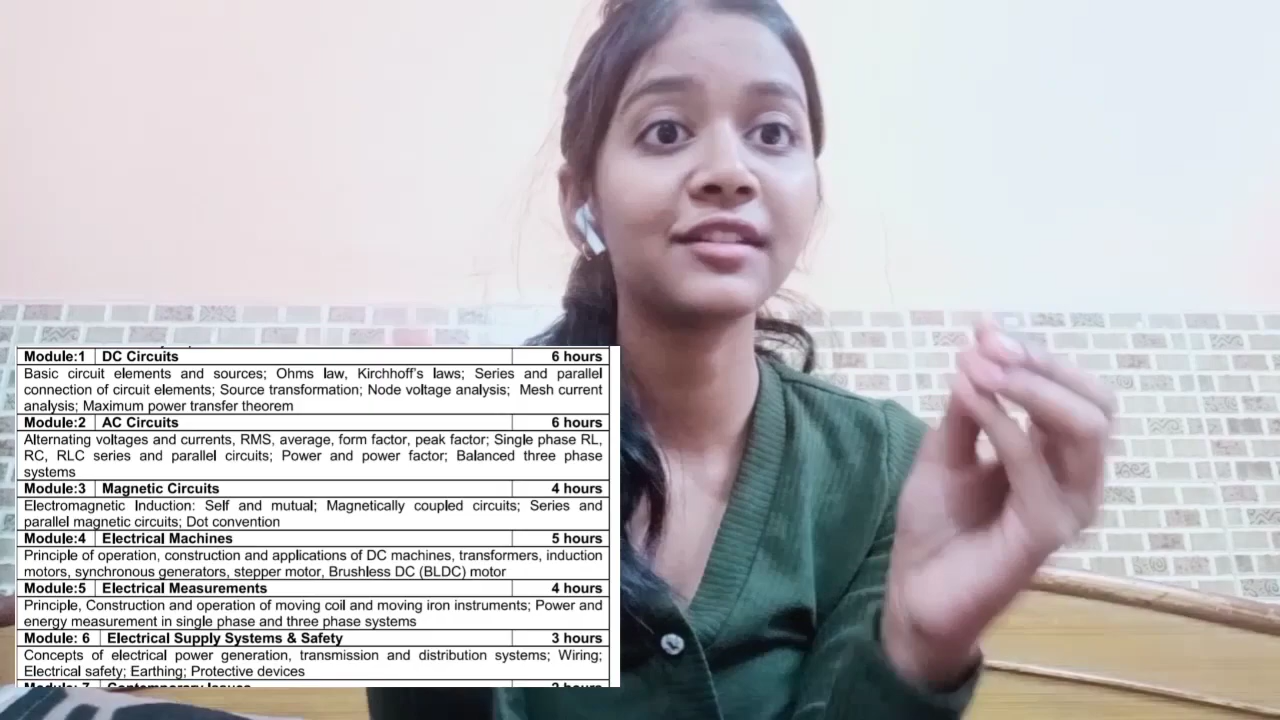 Module:1 DC Circuits 6 hours
Basic circuit elements and sources; Ohms law, Kirchhoff's laws; Series and parallel
connection of circuit elements; Source transformation; Node voltage analysis; Mesh current
analysis; Maximum power transfer theorem
Module:2 AC Circuits 6 hours
Alternating voltages and currents, RMS, average, form factor, peak factor; Single phase RL,
RC, RLC series and parallel circuits; Power and power factor; Balanced three phase
systems
Module:3 Magnetic Circuits 4 hours
Electromagnetic Induction: Self and mutual; Magnetically coupled circuits; Series and
parallel magnetic circuits; Dot convention
Module:4 Electrical Machines 5 hours
Principle of operation, construction and applications of DC machines, transformers, induction
motors, synchronous generators, stepper motor, Brushless DC (BLDC) motor
Module:5 Electrical Measurements 4 hours
Principle, Construction and operation of moving coil and moving iron instruments; Power and
energy measurement in single phase and three phase systems
Module: 6 Electrical Supply Systems & Safety 3 hours
Concepts of electrical power generation, transmission and distribution systems; Wiring;
Electrical safety; Earthing; Protective devices
Module: 7 Contemporary Issues 2 hours